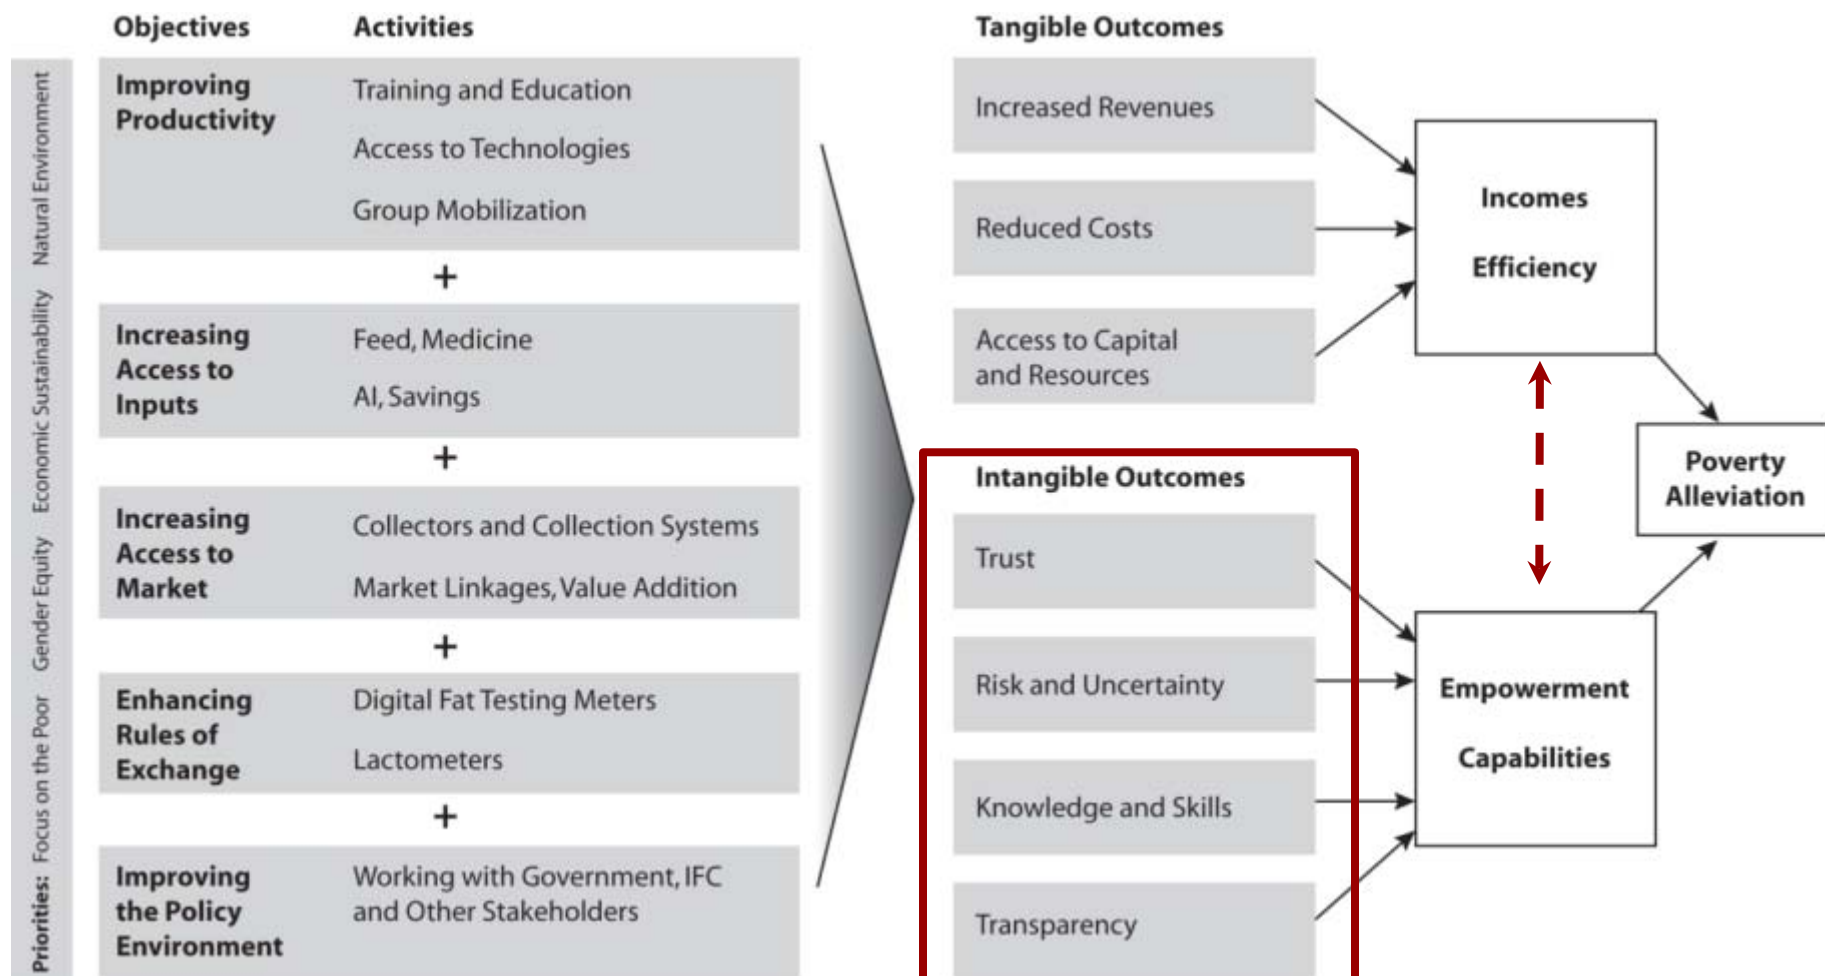 Objectives
Activities
Improving
Productivity
Training and Education
Access to Technologies
Group Mobilization
+
Increasing
Access to
Inputs
Feed, Medicine
AI, Savings
+
Increasing
Access to
Market
Collectors and Collection Systems
Market Linkages, Value Addition
+
Enhancing
Rules of
Exchange
Digital Fat Testing Meters
Lactometers
+
Improving
the Policy
Environment
Working with Government, IFC
and Other Stakeholders
Priorities: Focus on the Poor Gender Equity Economic Sustainability Natural Environment
Tangible Outcomes
Increased Revenues
Reduced Costs
Access to Capital
and Resources
Incomes
Efficiency
Intangible Outcomes
Trust
Risk and Uncertainty
Knowledge and Skills
Transparency
Empowerment
Capabilities
Poverty
Alleviation